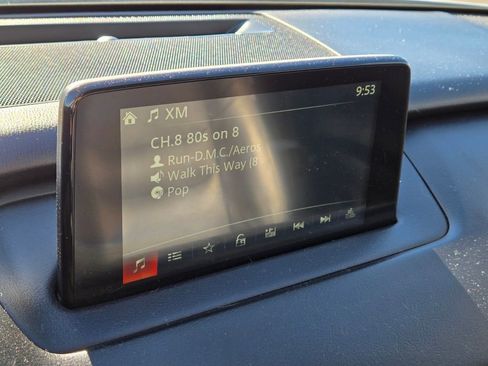 XM 9:53
CH.8 80s on 8
Run-D.M.C./Aeros
Walk This Way (8
Pop